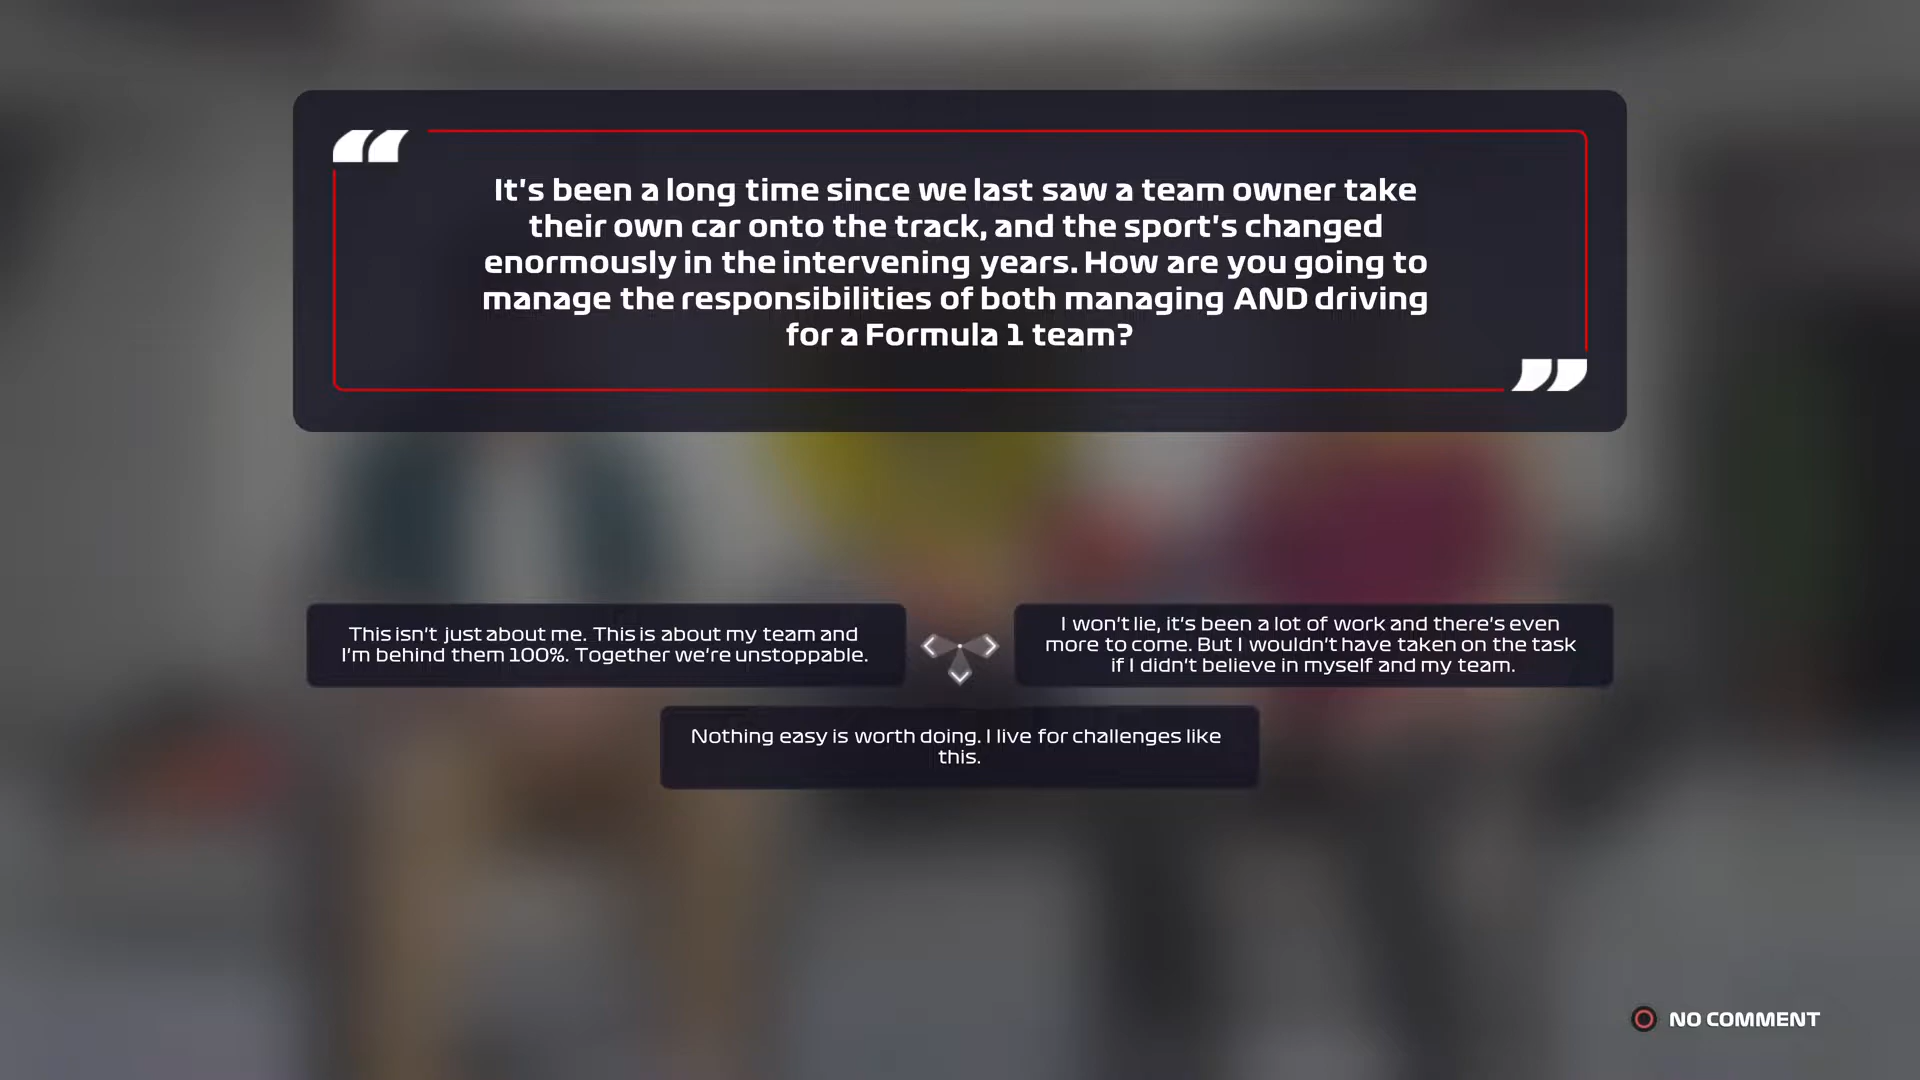 It's been a long time since we last saw a team owner take
their own car onto the track, and the sport's changed
enormously in the intervening years. How are you going to
manage the responsibilities of both managing AND driving
for a Formula 1 team?
This isn't just about me. This is about my team and
I'm behind them 100%. Together we're unstoppable.
I won't lie, it's been a lot of work and there's even
more to come. But I wouldn't have taken on the task
if I didn't believe in myself and my team.
Nothing easy is worth doing. I live for challenges like
this.
NO COMMENT